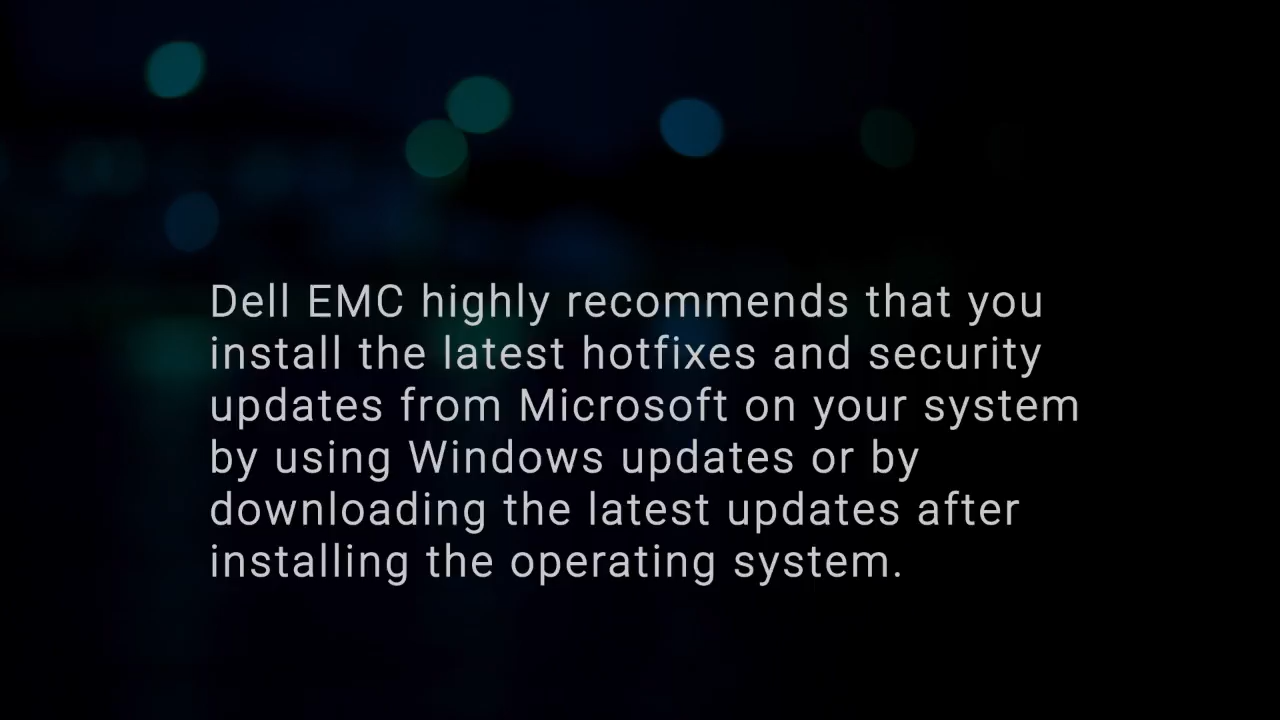 Dell EMC highly recommends that you
install the latest hotfixes and security
updates from Microsoft on your system
by using Windows updates or by
downloading the latest updates after
installing the operating system.